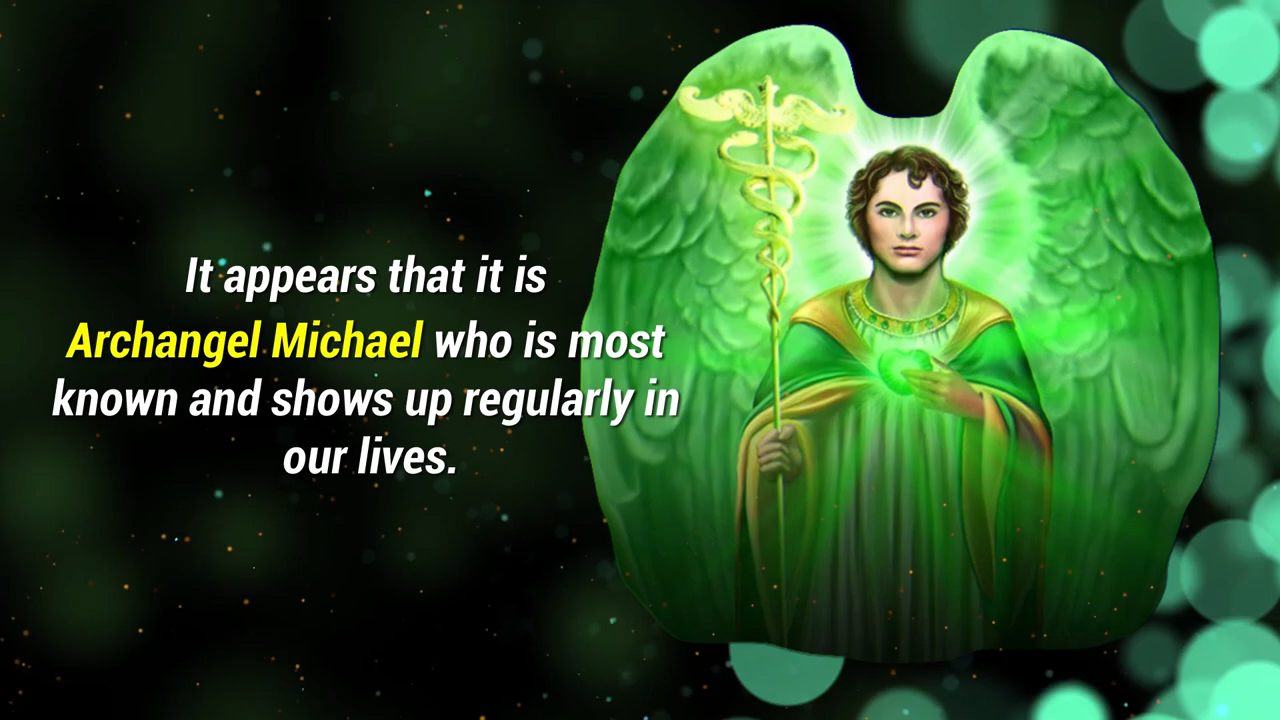 It appears that it is
Archangel Michael who is most
known and shows up regularly in
our lives.